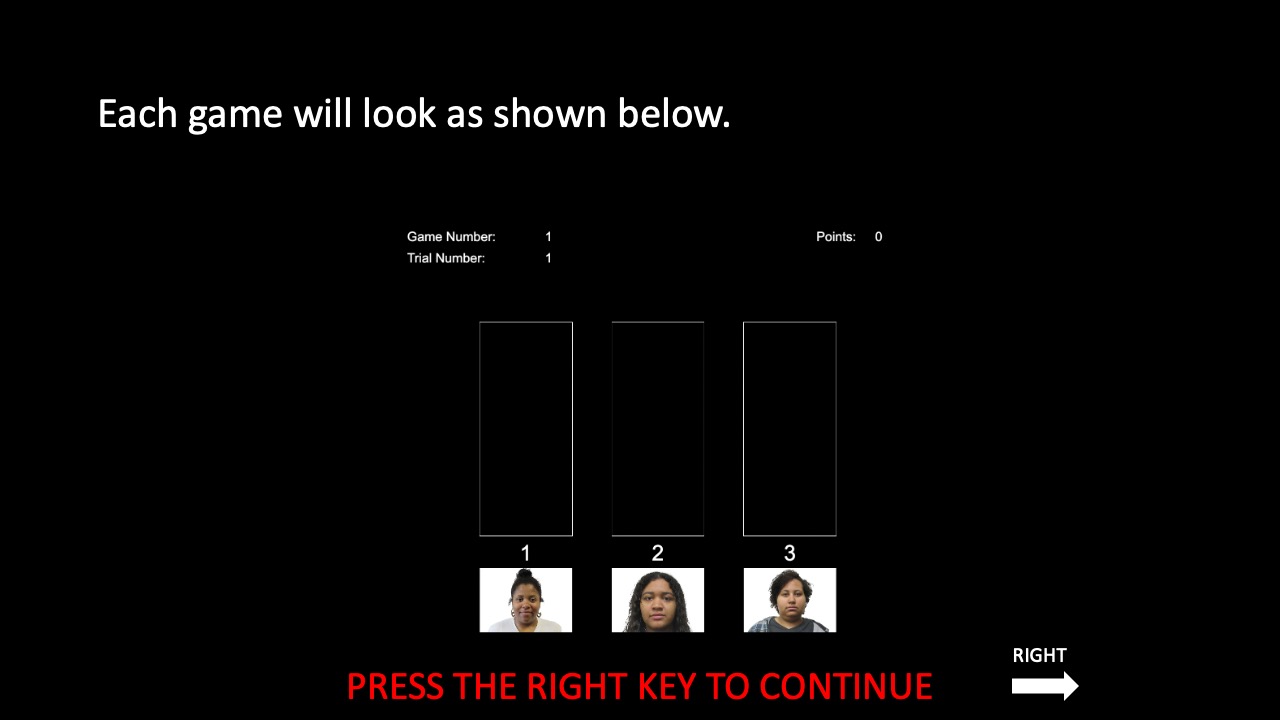 Each game will look as shown below.
Game Number: 1
Points: 0
Trial Number: 1
1 2 3
RIGHT
PRESS THE RIGHT KEY TO CONTINUE